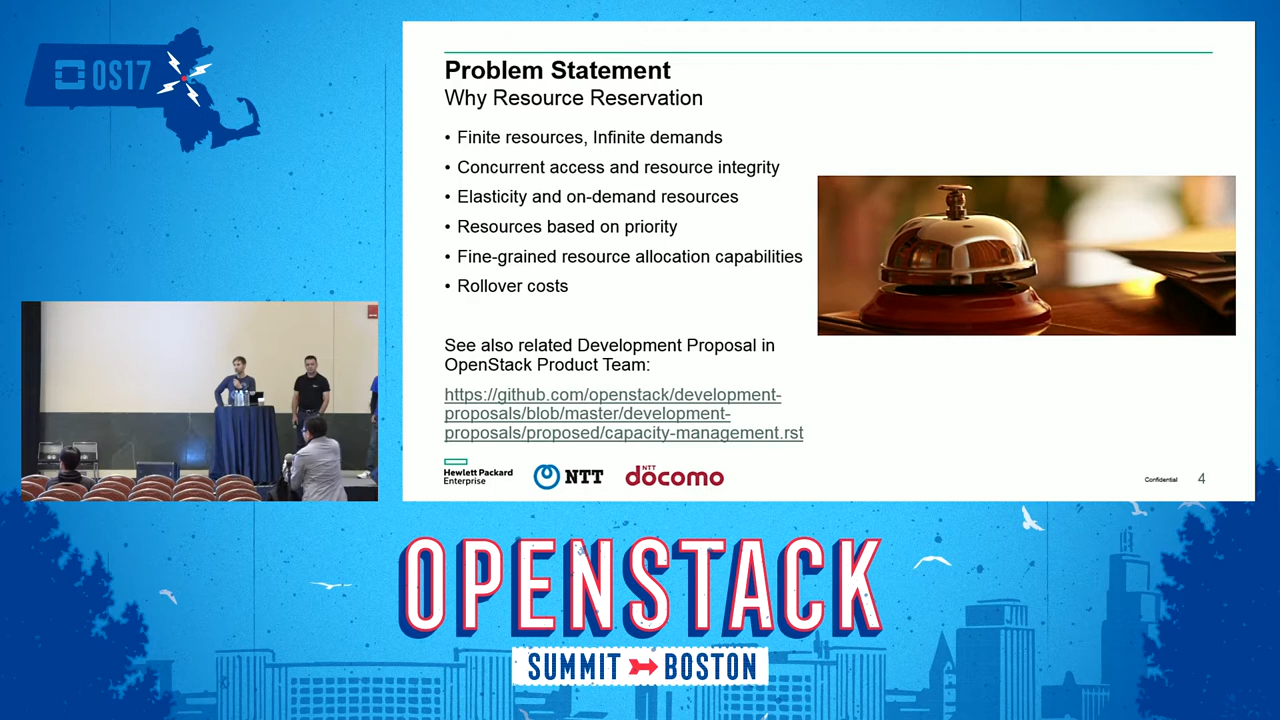 OS17
Problem Statement
Why Resource Reservation
• Finite resources, Infinite demands
• Concurrent access and resource integrity
• Elasticity and on-demand resources
• Resources based on priority
• Fine-grained resource allocation capabilities
• Rollover costs
See also related Development Proposal in
OpenStack Product Team:
https://github.com/openstack/development-
proposals/blob/master/development-
proposals/proposed/capacity-management.rst
Hewlett Packard
Enterprise
NTT
NTT
docomo
Confidential
4
OPENSTACK
SUMMIT BOSTON